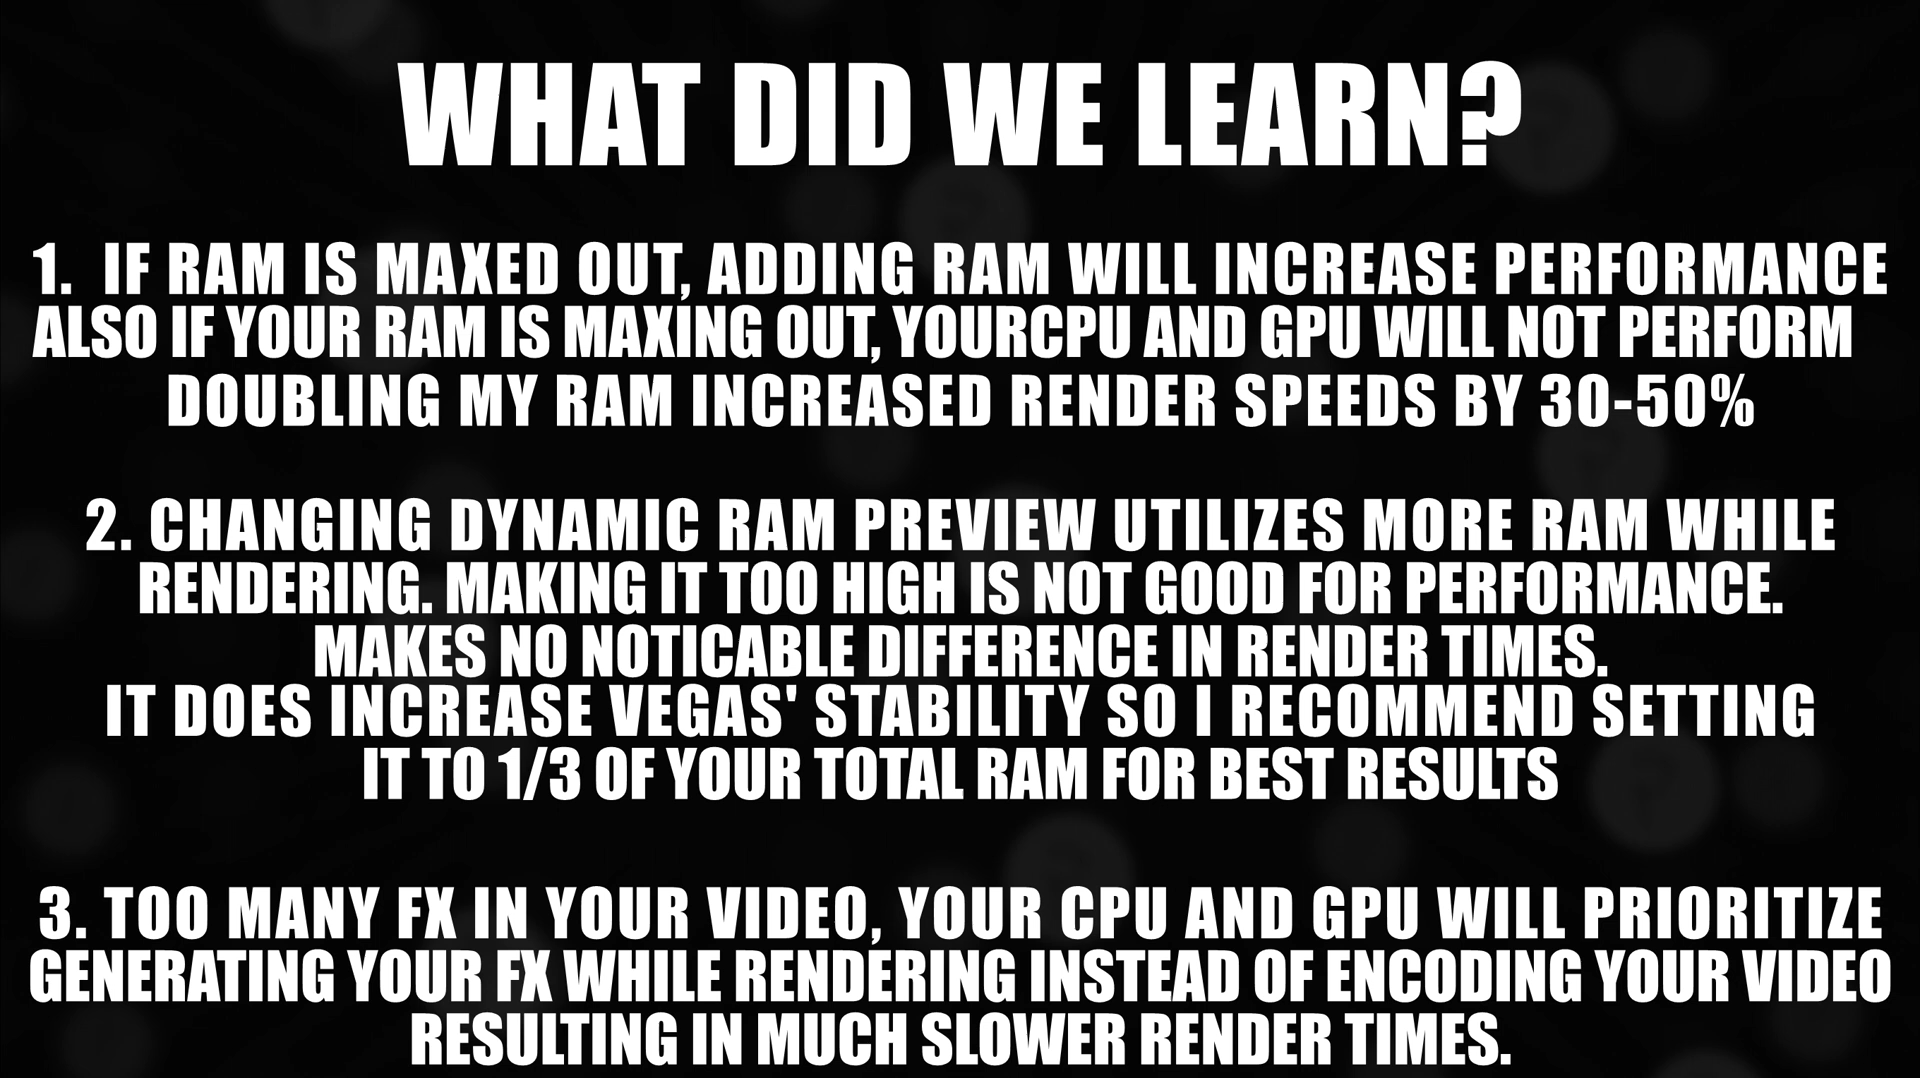 WHAT DID WE LEARN?
1. IF RAM IS MAXED OUT, ADDING RAM WILL INCREASE PERFORMANCE
ALSO IF YOUR RAM IS MAXING OUT, YOURCPU AND GPU WILL NOT PERFORM
DOUBLING MY RAM INCREASED RENDER SPEEDS BY 30-50%
2. CHANGING DYNAMIC RAM PREVIEW UTILIZES MORE RAM WHILE
RENDERING. MAKING IT TOO HIGH IS NOT GOOD FOR PERFORMANCE.
MAKES NO NOTICABLE DIFFERENCE IN RENDER TIMES.
IT DOES INCREASE VEGAS' STABILITY SO I RECOMMEND SETTING
IT TO 1/3 OF YOUR TOTAL RAM FOR BEST RESULTS
3. TOO MANY FX IN YOUR VIDEO, YOUR CPU AND GPU WILL PRIORITIZE
GENERATING YOUR FX WHILE RENDERING INSTEAD OF ENCODING YOUR VIDEO
RESULTING IN MUCH SLOWER RENDER TIMES.